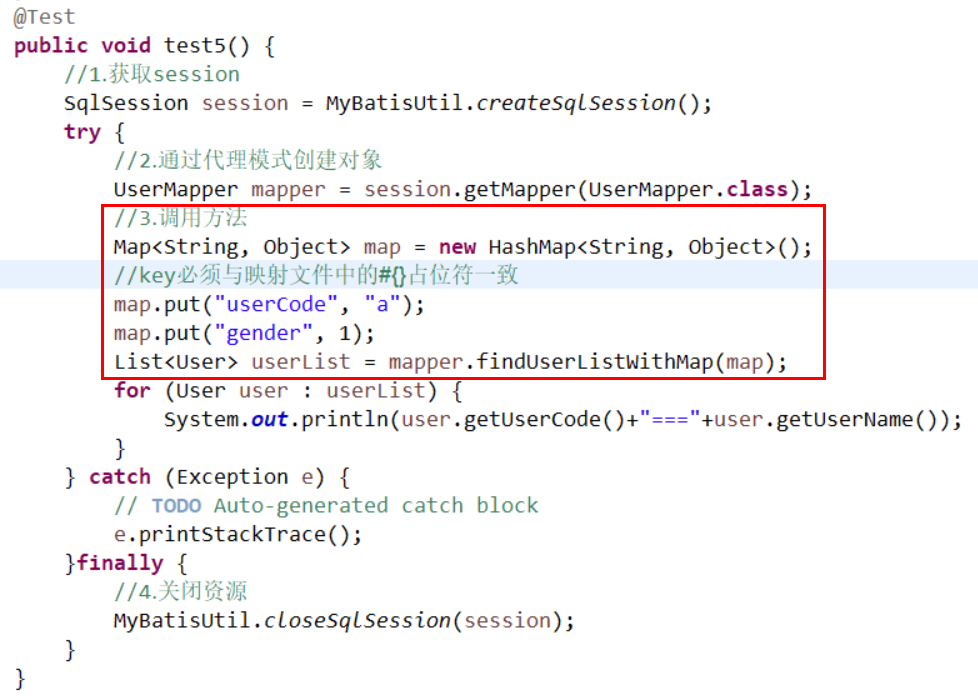 @Test
public void test5() {
//1.获取session
SqlSession session = MyBatisUtil.createSqlSession();
try {
//2.通过代理模式创建对象
UserMapper mapper = session.getMapper(UserMapper.class);
//3.调用方法
Map<String, Object> map = new HashMap<String, Object>();
//key必须与映射文件中的#{}占位符一致
map.put("userCode", "a");
map.put("gender", 1);
List<User> userList = mapper.findUserListWithMap(map);
for (User user : userList) {
System.out.println(user.getUserCode()+"==="+user.getUserName());
}
} catch (Exception e) {
// TODO Auto-generated catch block
e.printStackTrace();
}finally {
//4.关闭资源
MyBatisUtil.closeSqlSession(session);
}
}